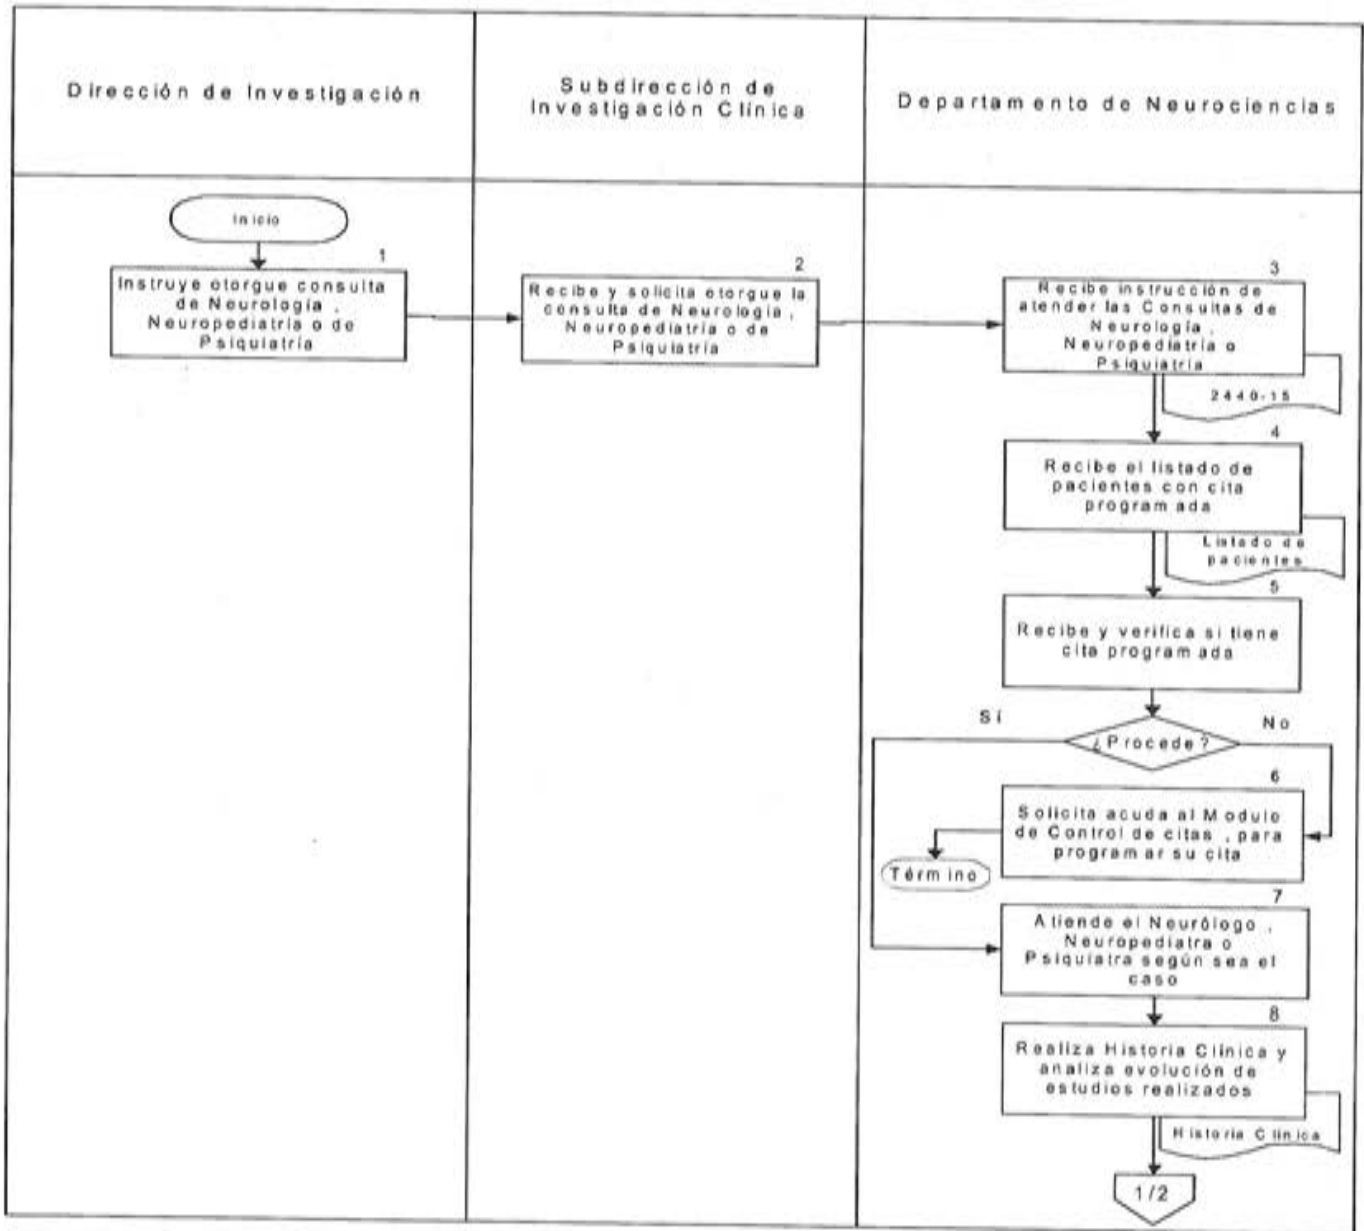 Dirección de Investigación
Subdirección de
Investigación Clínica
Departamento de Neurociencias
Inicio
1
Instruye otorgue consulta
de Neurología ,
Neuropediatría o de
Psiquiatría
2
Recibe y solicita otorgue la
consulta de Neurología ,
Neuropediatría o de
Psiquiatría
3
Recibe instrucción de
atender las Consultas de
Neurología ,
Neuropediatría o
Psiquiatría
2440-15
4
Recibe el listado de
pacientes con cita
programada
Listado de
pacientes
5
Recibe y verifica si tiene
cita programada
Sí
¿Procede?
No
6
Solicita acuda al Modulo
de Control de citas , para
programar su cita
Término
7
Atiende el Neurólogo ,
Neuropediatra o
Psiquiatra según sea el
caso
8
Realiza Historia Clínica y
analiza evolución de
estudios realizados
Historia Clínica
1/2